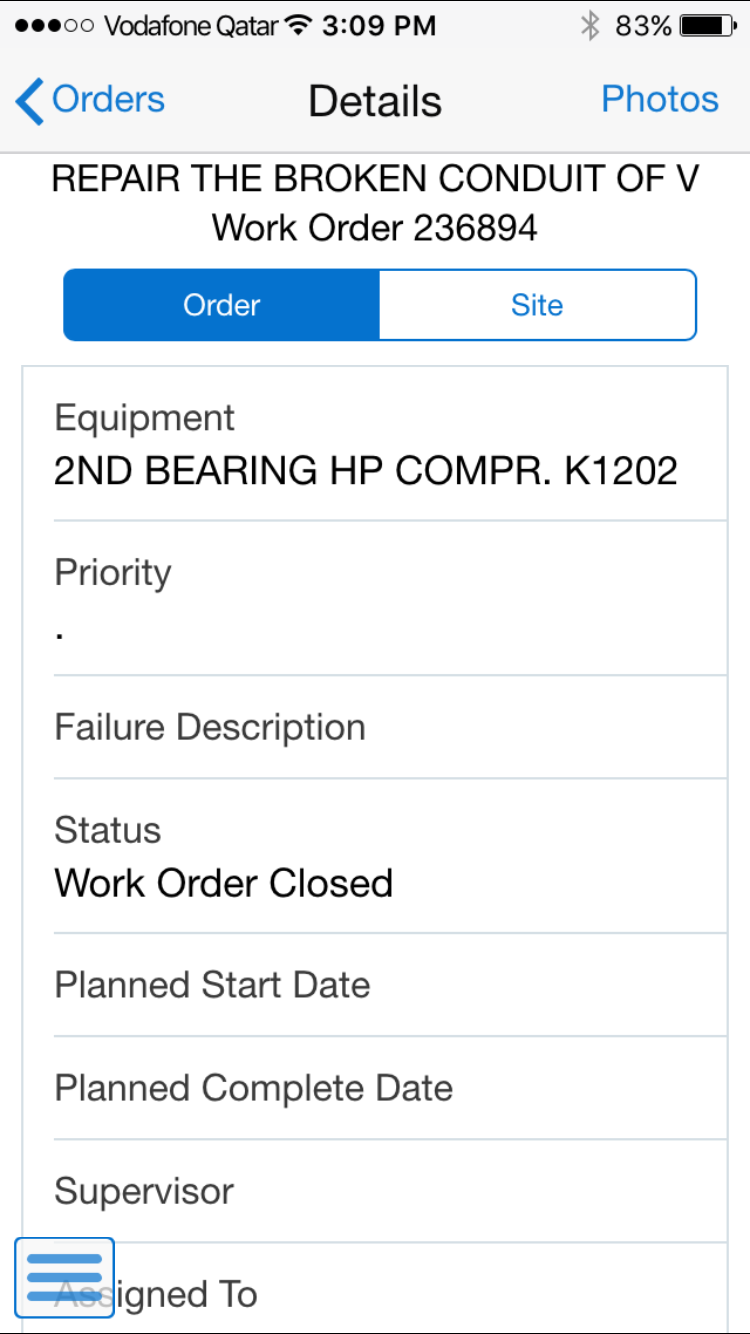 Vodafone Qatar 3:09 PM 83%
Orders Details Photos
REPAIR THE BROKEN CONDUIT OF V
Work Order 236894
Order Site
Equipment
2ND BEARING HP COMPR. K1202
Priority
.
Failure Description
Status
Work Order Closed
Planned Start Date
Planned Complete Date
Supervisor
Assigned To